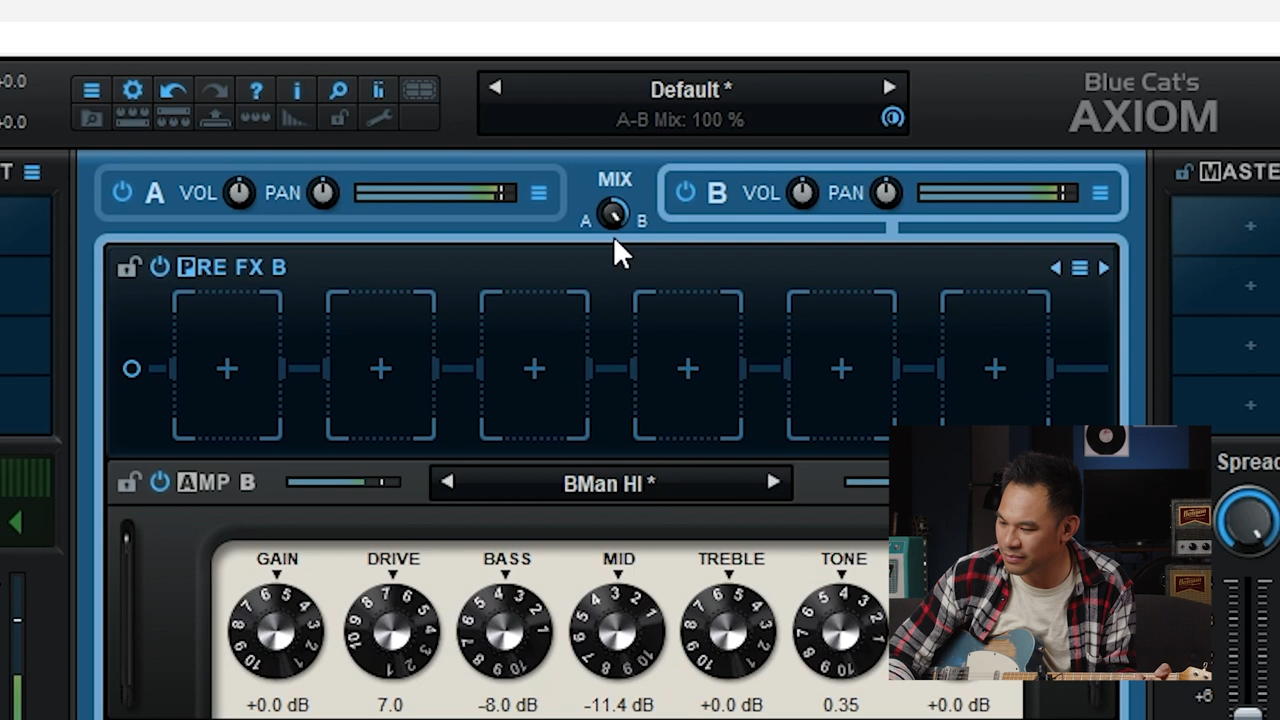 +0.0
+0.0
Default *
A-B Mix: 100 %
Blue Cat's
AXIOM
T
A VOL PAN
MIX
A B
B VOL PAN
MASTE
PRE FX B
AMP B
BMan HI *
Spread
GAIN DRIVE BASS MID TREBLE TONE
+0.0 dB 7.0 -8.0 dB -11.4 dB +0.0 dB 0.35 +0.0 dB
+6